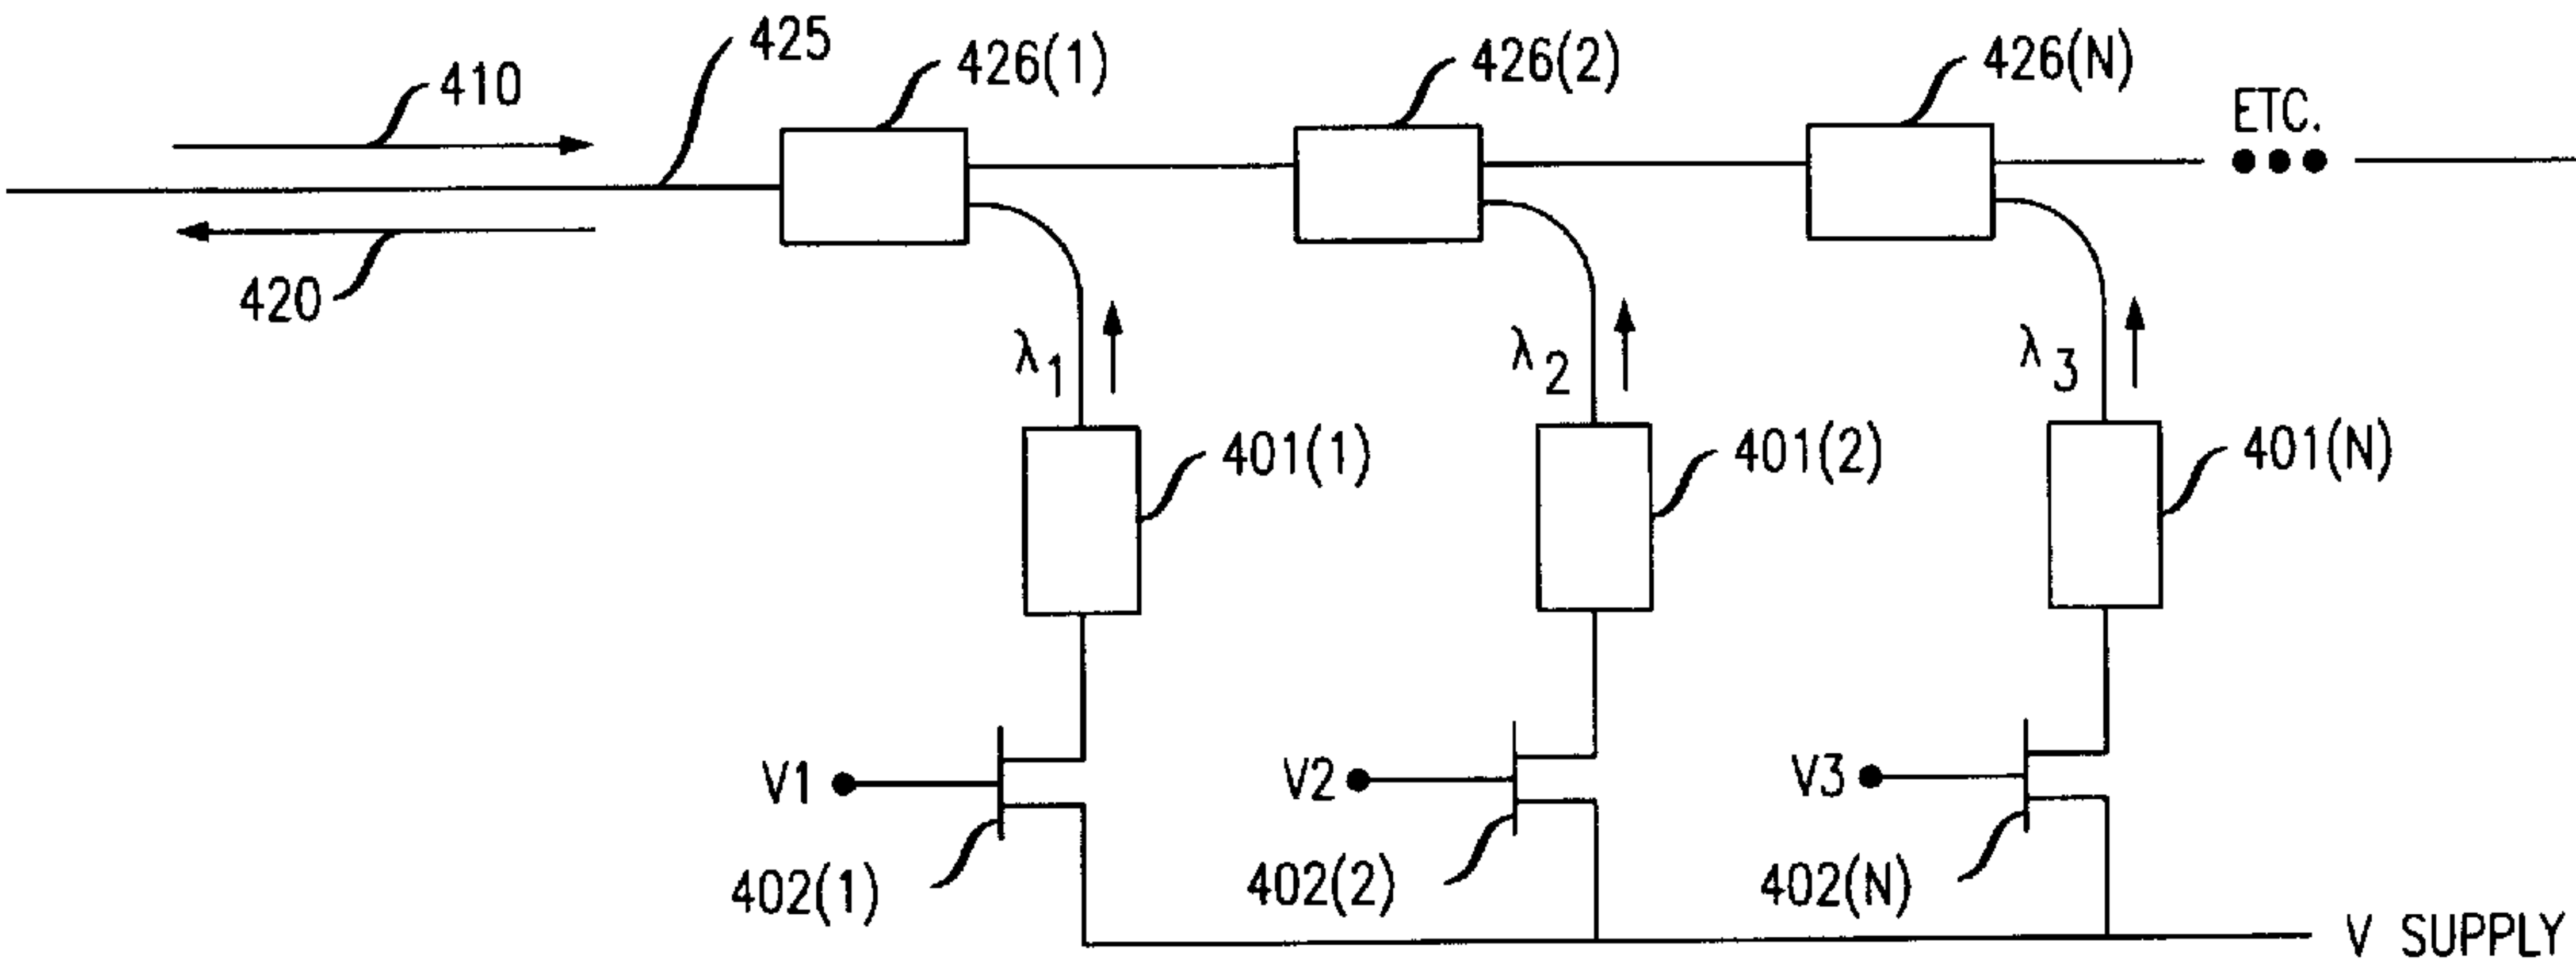 425
426(1)
426(2)
426(N)
410
ETC.
420
λ1
λ2
λ3
401(1)
401(2)
401(N)
V1
V2
V3
402(1)
402(2)
402(N)
V SUPPLY